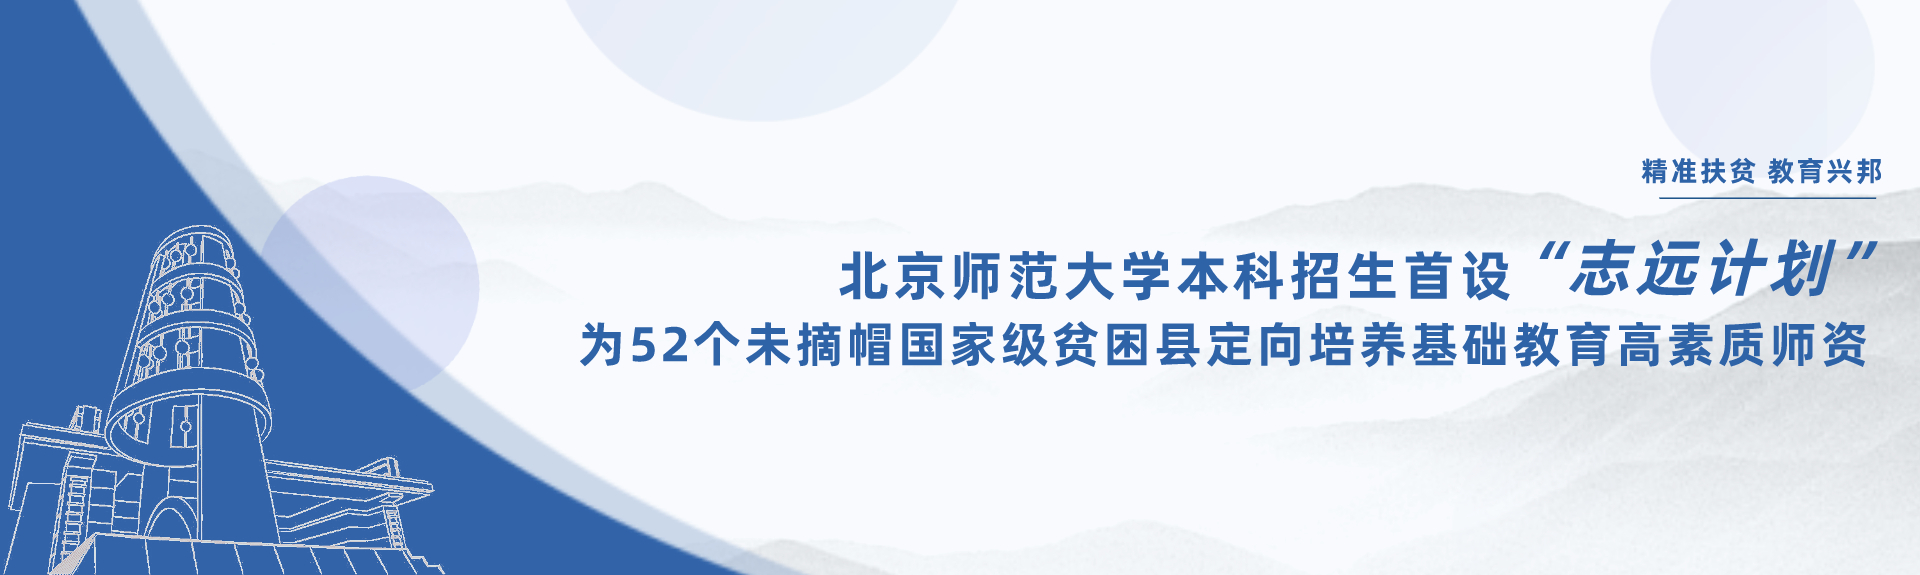 精准扶贫 教育兴邦
北京师范大学本科招生首设“志远计划”
为52个未摘帽国家级贫困县定向培养基础教育高素质师资